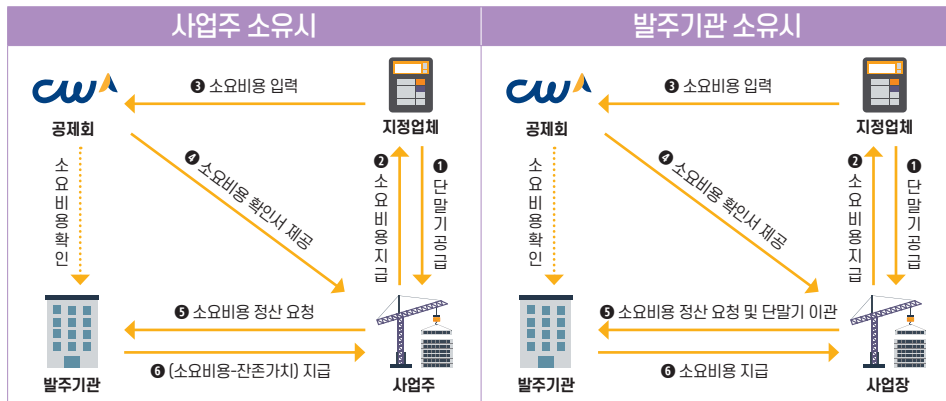 사업주 소유시
cw
❸ 소요비용 입력
공제회
지정업체
소요비용확인
❹ 소요비용 확인서 제공
❷ 소요비용지급
❶ 단말기공급
❺ 소요비용 정산 요청
❻ (소요비용-잔존가치) 지급
발주기관
사업주
발주기관 소유시
cw
❸ 소요비용 입력
공제회
지정업체
소요비용확인
❹ 소요비용 확인서 제공
❷ 소요비용지급
❶ 단말기공급
❺ 소요비용 정산 요청 및 단말기 이관
❻ 소요비용 지급
발주기관
사업장